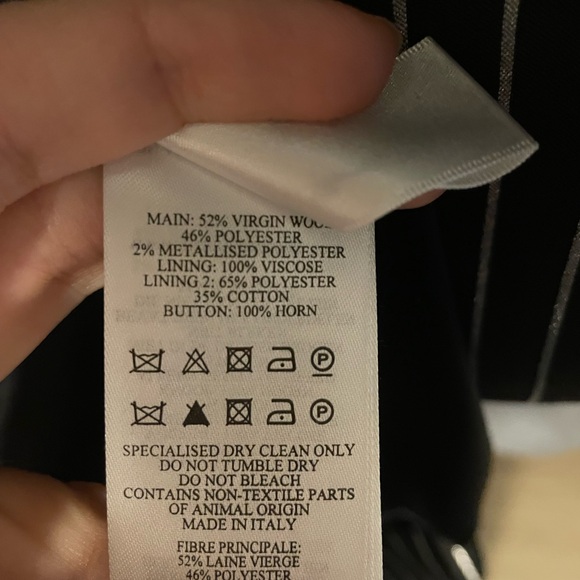 MAIN: 52% VIRGIN
46% POLYESTER
2% METALLISED POLYESTER
LINING: 100% VISCOSE
LINING 2: 65% POLYESTER
35% COTTON
BUTTON: 100% HORN
P
P
SPECIALISED DRY CLEAN ONLY
DO NOT TUMBLE DRY
DO NOT BLEACH
CONTAINS NON-TEXTILE PARTS
OF ANIMAL ORIGIN
MADE IN ITALY
FIBRE PRINCIPALE:
52% LAINE VIERGE
46% POLYESTER